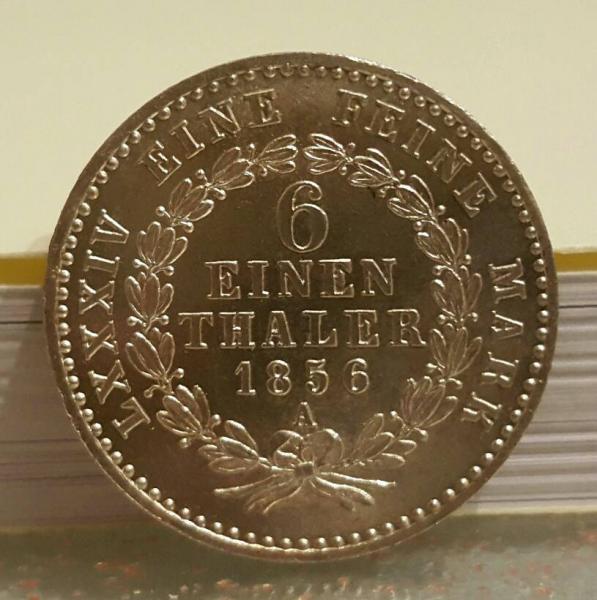 LXXXIV EINE FEINE MARK
6
EINEN
THALER
1856
A